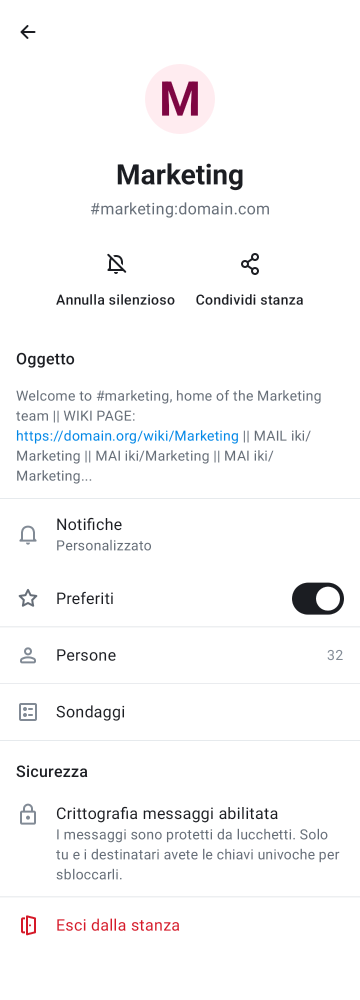 M
Marketing
#marketing:domain.com
Annulla silenzioso
Condividi stanza
Oggetto
Welcome to #marketing, home of the Marketing
team || WIKI PAGE:
https://domain.org/wiki/Marketing || MAIL iki/
Marketing || MAI iki/Marketing || MAI iki/
Marketing...
Notifiche
Personalizzato
Preferiti
Persone 32
Sondaggi
Sicurezza
Crittografia messaggi abilitata
I messaggi sono protetti da lucchetti. Solo
tu e i destinatari avete le chiavi univoche per
sbloccarli.
Esci dalla stanza